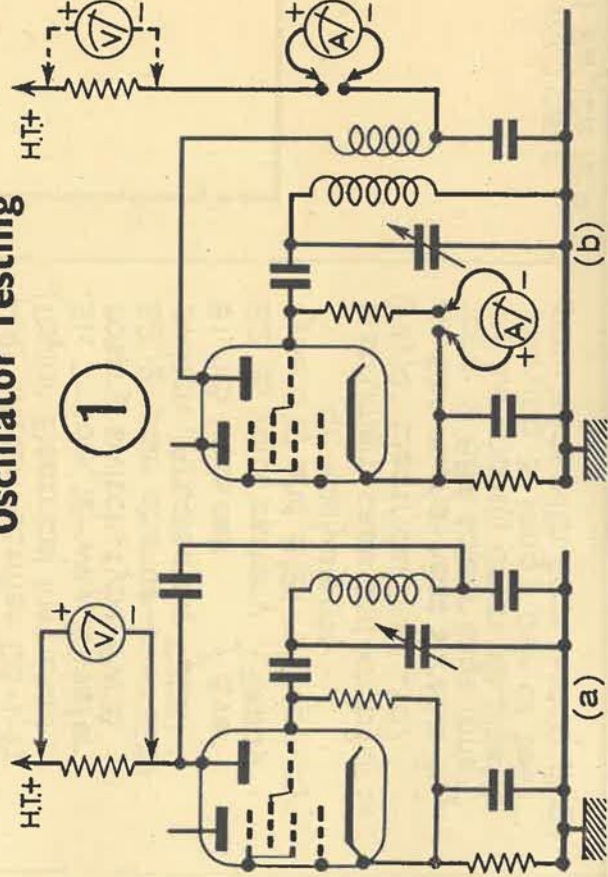 Oscillator Testing
1
H.T.+
+
V
-
(a)
H.T.+
+
V
-
+
A
-
+
A
-
(b)